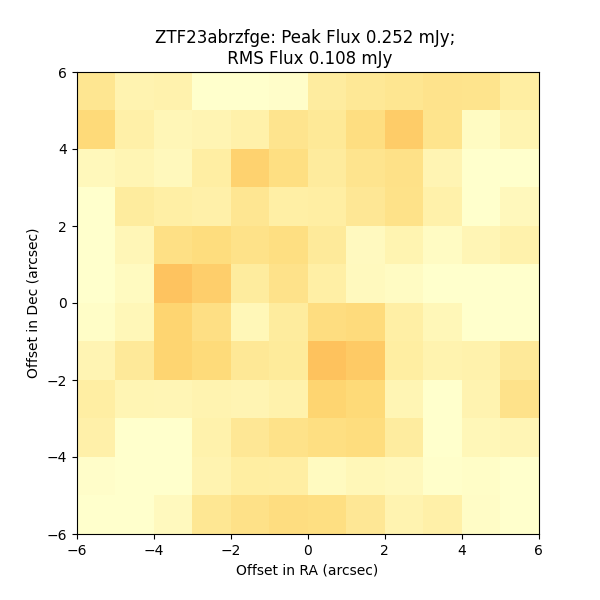 ZTF23abrzfge: Peak Flux 0.252 mJy;
RMS Flux 0.108 mJy
6
4
2
0
−2
−4
−6
Offset in Dec (arcsec)
−6 −4 −2 0 2 4 6
Offset in RA (arcsec)